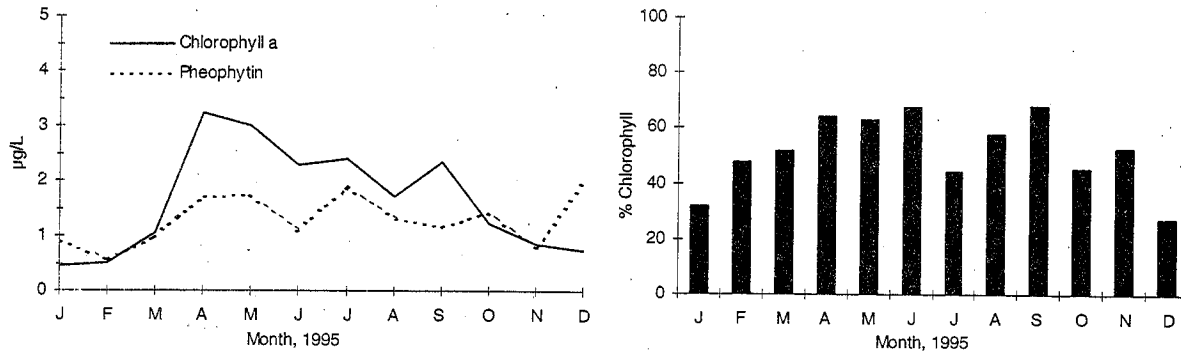 5
4
3
2
1
0
µg/L
Chlorophyll a
Pheophytin
J F M A M J J A S O N D
Month, 1995
100
80
60
40
20
0
% Chlorophyll
J F M A M J J A S O N D
Month, 1995